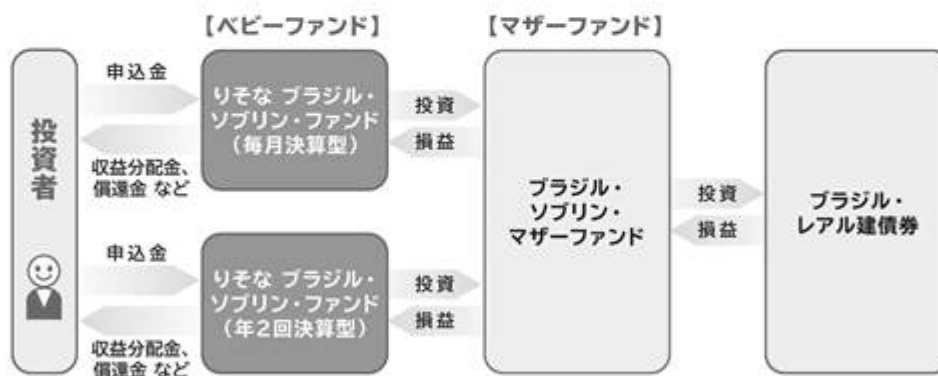 【ベビーファンド】
【マザーファンド】
投資者
申込金
収益分配金、
償還金 など
りそな ブラジル・
ソブリン・ファンド
（毎月決算型）
投資
損益
申込金
収益分配金、
償還金 など
りそな ブラジル・
ソブリン・ファンド
（年2回決算型）
投資
損益
ブラジル・
ソブリン・
マザーファンド
投資
損益
ブラジル・
レアル建債券